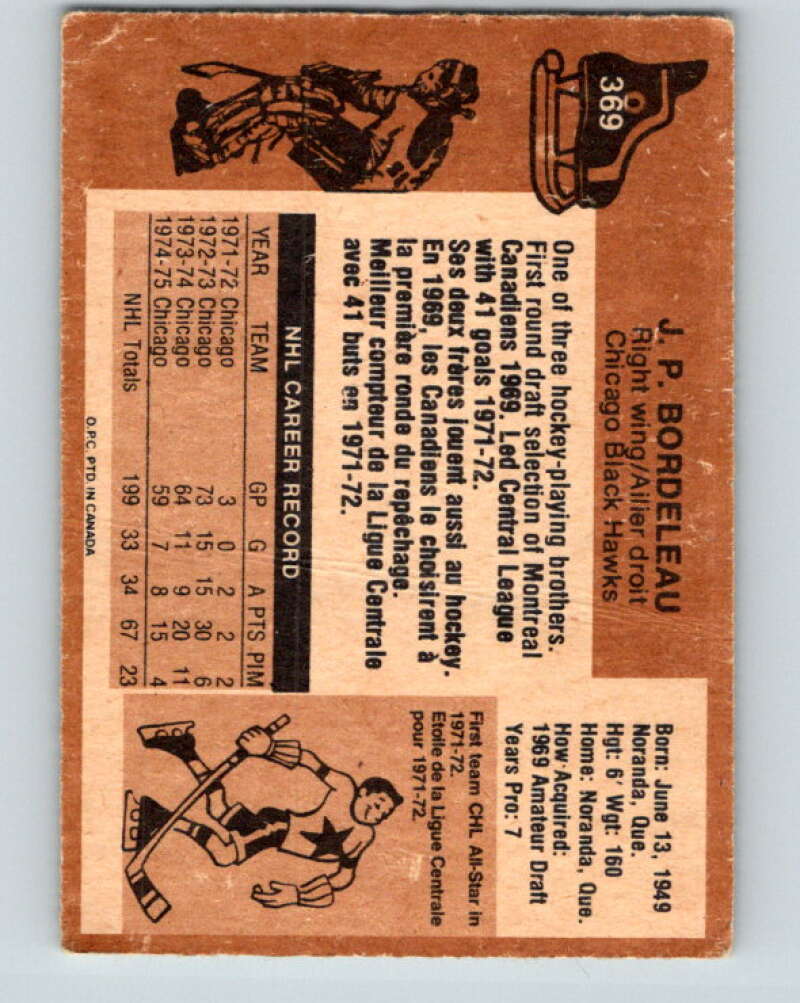 369
J. P. BORDELEAU
Right wing/Ailier droit
Chicago Black Hawks
Born: June 13, 1949
Noranda, Que.
Hgt: 6' Wgt: 160
Home: Noranda, Que.
How Acquired:
1969 Amateur Draft
Years Pro: 7
One of three hockey-playing brothers.
First round draft selection of Montreal
Canadiens 1969. Led Central League
with 41 goals 1971-72.
Ses deux frères jouent aussi au hockey.
En 1969, les Canadiens le choisirent à
la première ronde du repêchage.
Meilleur compteur de la Ligue Centrale
avec 41 buts en 1971-72.
First team CHL All-Star in
1971-72.
Etoile de la Ligue Centrale
pour 1971-72.
NHL CAREER RECORD
YEAR TEAM GP G A PTS PIM
1971-72 Chicago 3 0 2 2 2
1972-73 Chicago 73 15 15 30 6
1973-74 Chicago 64 11 9 20 11
1974-75 Chicago 59 7 8 15 4
NHL Totals 199 33 34 67 23
O.P.C. PTD. IN CANADA